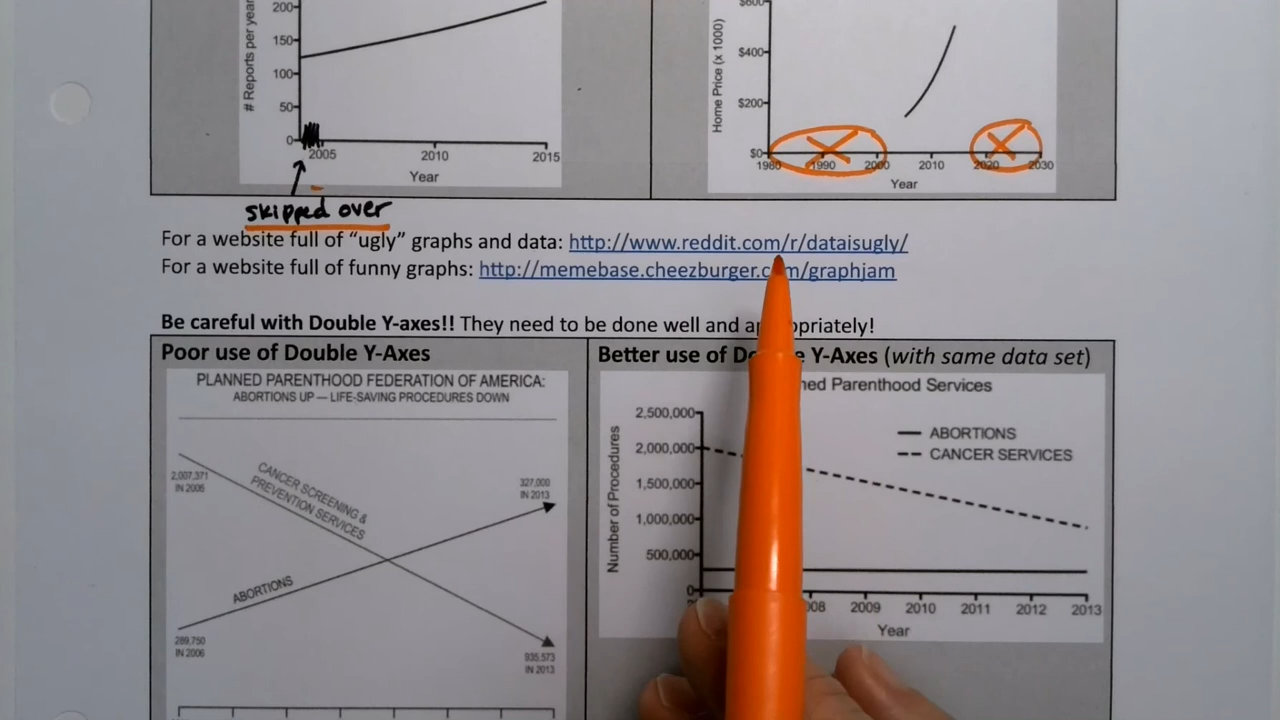 # Reports per year
200
150
100
50
0
2005 2010 2015
Year
skipped over
Home Price (x 1000)
$600
$400
$200
$0
1980 1990 2000 2010 2020 2030
Year
For a website full of “ugly” graphs and data: http://www.reddit.com/r/dataisugly/
For a website full of funny graphs: http://memebase.cheezburger.com/graphjam
Be careful with Double Y-axes!! They need to be done well and appropriately!
Poor use of Double Y-Axes
PLANNED PARENTHOOD FEDERATION OF AMERICA:
ABORTIONS UP — LIFE-SAVING PROCEDURES DOWN
2,007,371
IN 2006
CANCER SCREENING &
PREVENTION SERVICES
327,000
IN 2013
ABORTIONS
289,750
IN 2006
935,573
IN 2013
Better use of Double Y-Axes (with same data set)
Parenthood Services
Number of Procedures
2,500,000
2,000,000
1,500,000
1,000,000
500,000
0
ABORTIONS
CANCER SERVICES
2009 2010 2011 2012 2013
Year